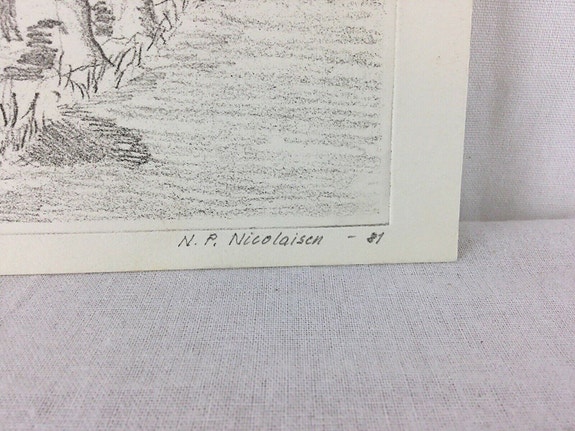 N. P. Nicolaisen - 81